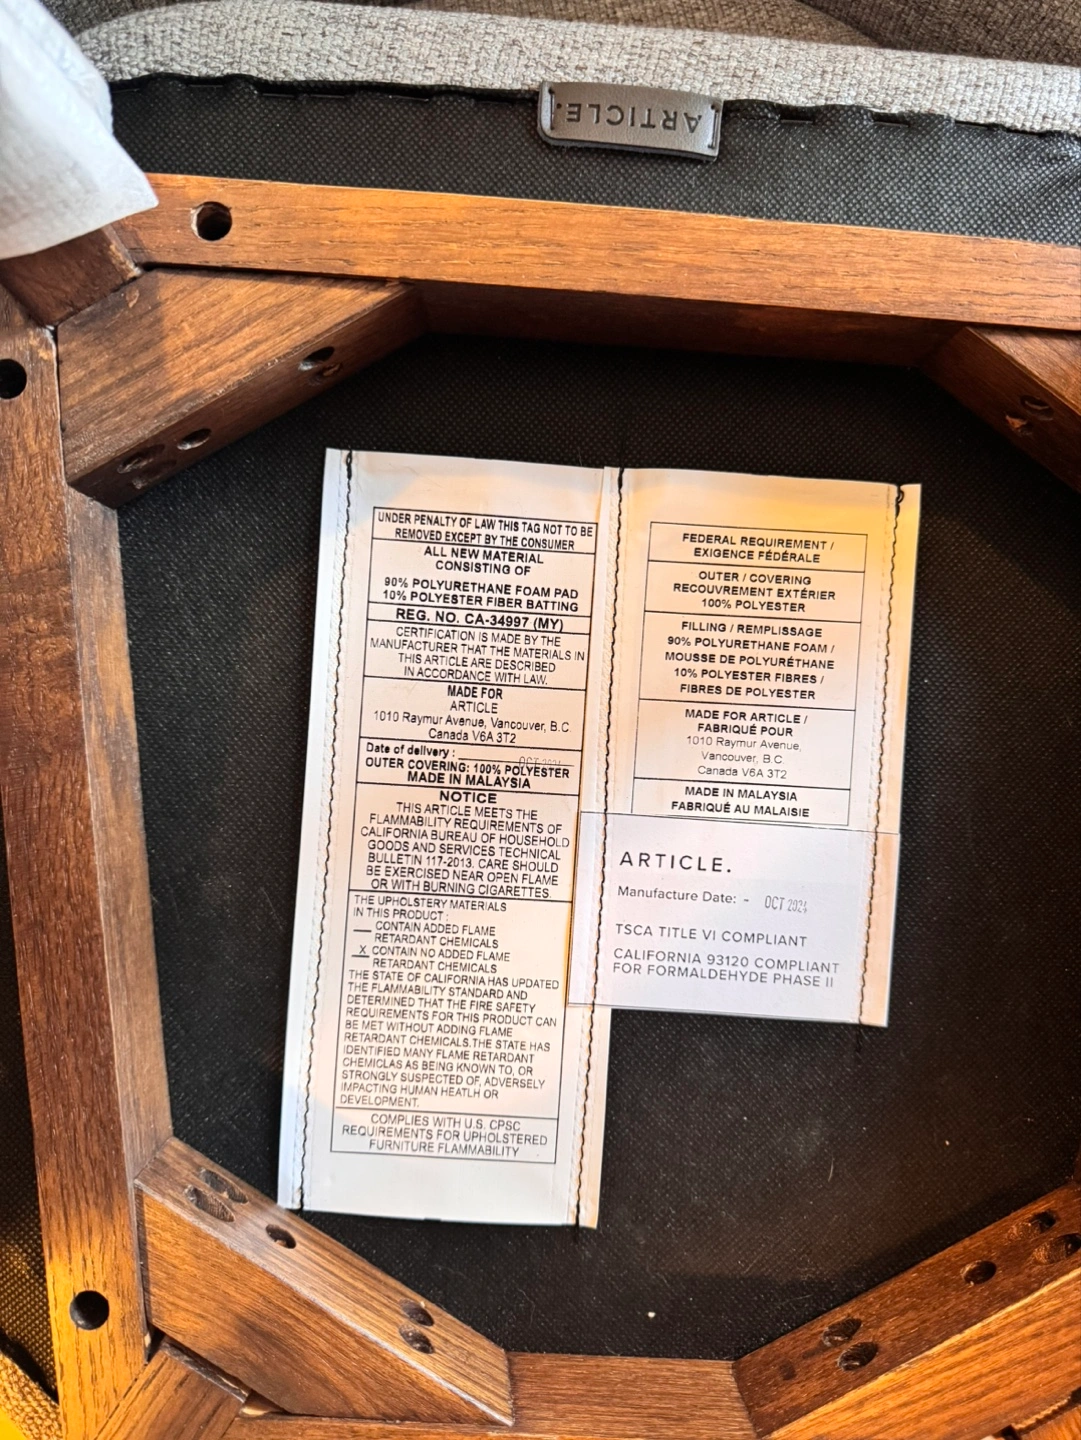 ARTICLE.
UNDER PENALTY OF LAW THIS TAG NOT TO BE
REMOVED EXCEPT BY THE CONSUMER
ALL NEW MATERIAL
CONSISTING OF
90% POLYURETHANE FOAM PAD
10% POLYESTER FIBER BATTING
REG. NO. CA-34997 (MY)
CERTIFICATION IS MADE BY THE
MANUFACTURER THAT THE MATERIALS IN
THIS ARTICLE ARE DESCRIBED
IN ACCORDANCE WITH LAW.
MADE FOR
ARTICLE
1010 Raymur Avenue, Vancouver, B.C.
Canada V6A 3T2
Date of delivery : OCT 2024
OUTER COVERING: 100% POLYESTER
MADE IN MALAYSIA
NOTICE
THIS ARTICLE MEETS THE
FLAMMABILITY REQUIREMENTS OF
CALIFORNIA BUREAU OF HOUSEHOLD
GOODS AND SERVICES TECHNICAL
BULLETIN 117-2013. CARE SHOULD
BE EXERCISED NEAR OPEN FLAME
OR WITH BURNING CIGARETTES.
THE UPHOLSTERY MATERIALS
IN THIS PRODUCT :
__ CONTAIN ADDED FLAME
RETARDANT CHEMICALS
X CONTAIN NO ADDED FLAME
RETARDANT CHEMICALS
THE STATE OF CALIFORNIA HAS UPDATED
THE FLAMMABILITY STANDARD AND
DETERMINED THAT THE FIRE SAFETY
REQUIREMENTS FOR THIS PRODUCT CAN
BE MET WITHOUT ADDING FLAME
RETARDANT CHEMICALS.THE STATE HAS
IDENTIFIED MANY FLAME RETARDANT
CHEMICLAS AS BEING KNOWN TO, OR
STRONGLY SUSPECTED OF, ADVERSELY
IMPACTING HUMAN HEATLH OR
DEVELOPMENT.
COMPLIES WITH U.S. CPSC
REQUIREMENTS FOR UPHOLSTERED
FURNITURE FLAMMABILITY
FEDERAL REQUIREMENT /
EXIGENCE FÉDÉRALE
OUTER / COVERING
RECOUVREMENT EXTÉRIER
100% POLYESTER
FILLING / REMPLISSAGE
90% POLYURETHANE FOAM /
MOUSSE DE POLYURÉTHANE
10% POLYESTER FIBRES /
FIBRES DE POLYESTER
MADE FOR ARTICLE /
FABRIQUÉ POUR
1010 Raymur Avenue,
Vancouver, B.C.
Canada V6A 3T2
MADE IN MALAYSIA
FABRIQUÉ AU MALAISIE
ARTICLE.
Manufacture Date: - OCT 2024
TSCA TITLE VI COMPLIANT
CALIFORNIA 93120 COMPLIANT
FOR FORMALDEHYDE PHASE II